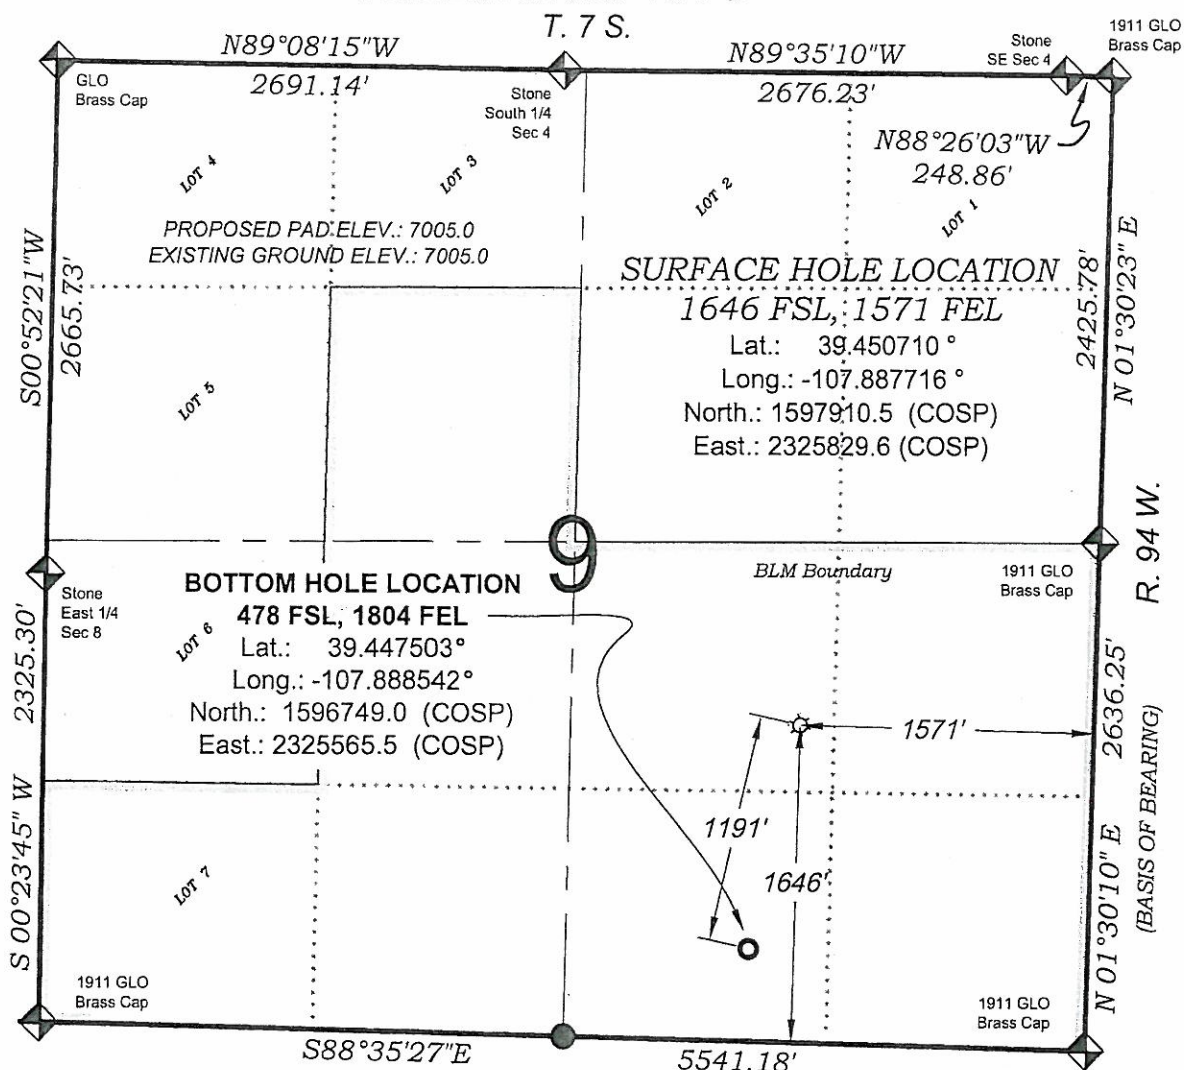 T. 7 S.
1911 GLO
Brass Cap
N89°08'15"W
2691.14'
N89°35'10"W
2676.23'
Stone
SE Sec 4
GLO
Brass Cap
Stone
South 1/4
Sec 4
N88°26'03"W
248.86'
LOT 4
LOT 3
LOT 2
LOT 1
PROPOSED PAD ELEV.: 7005.0
EXISTING GROUND ELEV.: 7005.0
S00°52'21"W
2665.73'
SURFACE HOLE LOCATION
1646 FSL, 1571 FEL
Lat.: 39.450710 °
Long.: -107.887716 °
North.: 1597910.5 (COSP)
East.: 2325829.6 (COSP)
2425.78'
N 01°30'23" E
LOT 5
R. 94 W.
9
BLM Boundary
1911 GLO
Brass Cap
Stone
East 1/4
Sec 8
LOT 6
BOTTOM HOLE LOCATION
478 FSL, 1804 FEL
Lat.: 39.447503°
Long.: -107.888542°
North.: 1596749.0 (COSP)
East.: 2325565.5 (COSP)
S 00°23'45" W 2325.30'
1571'
1191'
1646'
N 01°30'10" E 2636.25'
(BASIS OF BEARING)
LOT 7
1911 GLO
Brass Cap
1911 GLO
Brass Cap
S88°35'27"E
5541.18'